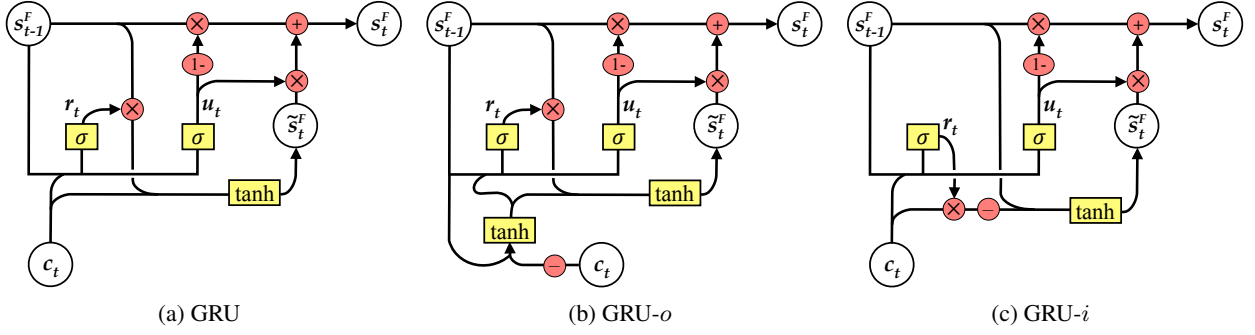 s^F_{t-1} × + s^F_t s^F_{t-1} × + s^F_t s^F_{t-1} × + s^F_t
1- 1- 1-
r_t × u_t × r_t × u_t × u_t ×
σ σ s̃^F_t σ σ s̃^F_t σ r_t σ s̃^F_t
tanh tanh × − tanh
tanh
c_t − c_t c_t
(a) GRU (b) GRU-o (c) GRU-i